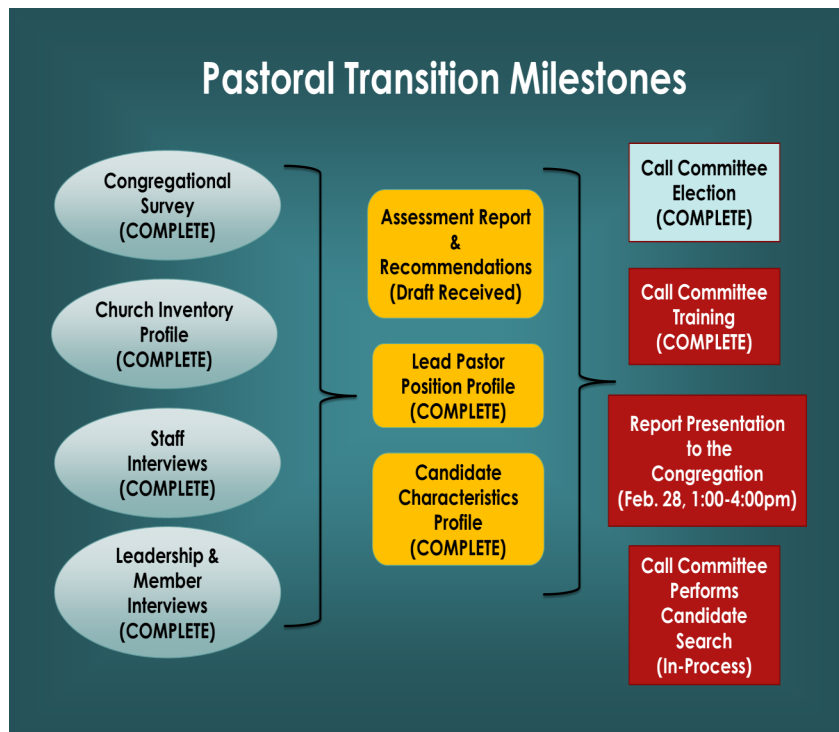 Pastoral Transition Milestones
Congregational
Survey
(COMPLETE)
Church Inventory
Profile
(COMPLETE)
Staff
Interviews
(COMPLETE)
Leadership &
Member
Interviews
(COMPLETE)
Assessment Report
&
Recommendations
(Draft Received)
Lead Pastor
Position Profile
(COMPLETE)
Candidate
Characteristics
Profile
(COMPLETE)
Call Committee
Election
(COMPLETE)
Call Committee
Training
(COMPLETE)
Report Presentation
to the
Congregation
(Feb. 28, 1:00-4:00pm)
Call Committee
Performs
Candidate
Search
(In-Process)